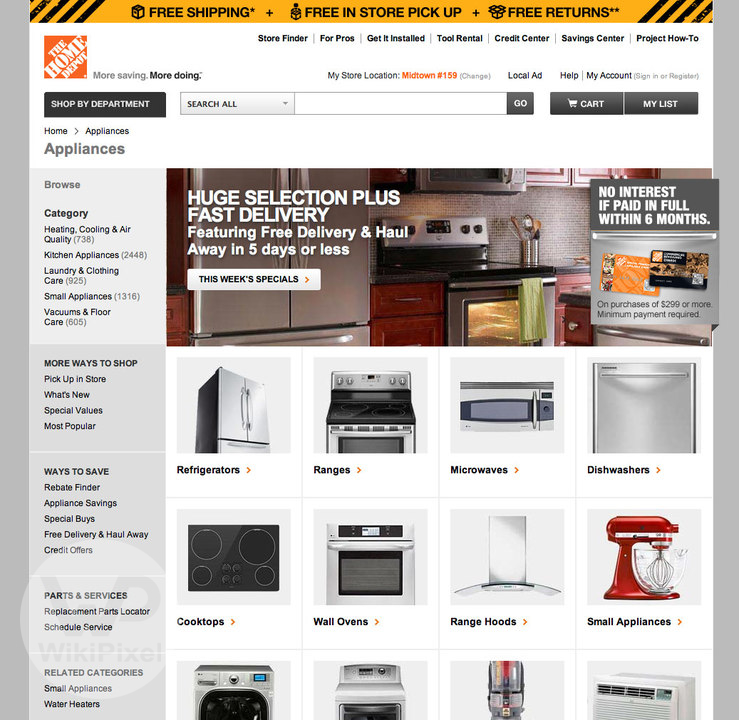 FREE SHIPPING* + FREE IN STORE PICK UP + FREE RETURNS**
THE HOME DEPOT
More saving. More doing.
Store Finder | For Pros | Get It Installed | Tool Rental | Credit Center | Savings Center | Project How-To
My Store Location: Midtown #159 (Change) Local Ad Help | My Account (Sign in or Register)
SHOP BY DEPARTMENT
SEARCH ALL
GO
CART
MY LIST
Home > Appliances
Appliances
Browse
Category
Heating, Cooling & Air
Quality (738)
Kitchen Appliances (2448)
Laundry & Clothing
Care (925)
Small Appliances (1316)
Vacuums & Floor
Care (605)
HUGE SELECTION PLUS
FAST DELIVERY
Featuring Free Delivery & Haul
Away in 5 days or less
THIS WEEK'S SPECIALS >
NO INTEREST
IF PAID IN FULL
WITHIN 6 MONTHS.
On purchases of $299 or more.
Minimum payment required.
MORE WAYS TO SHOP
Pick Up in Store
What's New
Special Values
Most Popular
WAYS TO SAVE
Rebate Finder
Appliance Savings
Special Buys
Free Delivery & Haul Away
Credit Offers
PARTS & SERVICES
Replacement Parts Locator
Schedule Service
RELATED CATEGORIES
Small Appliances
Water Heaters
Refrigerators >
Ranges >
Microwaves >
Dishwashers >
Cooktops >
Wall Ovens >
Range Hoods >
Small Appliances >
WP
WikiPixel